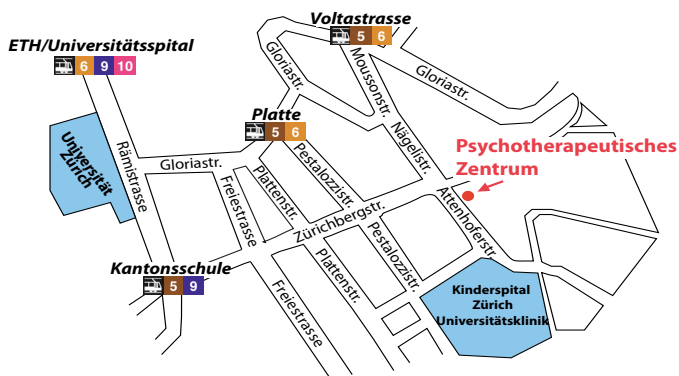 Voltastrasse
5 6
ETH/Universitätsspital
6 9 10
Gloriastr.
Moussonstr.
Gloriastr.
Platte
5 6
Universität
Zürich
Rämistrasse
Gloriastr.
Pestalozzistr.
Nägelistr.
Psychotherapeutisches
Zentrum
Freiestrasse
Plattenstr.
Zürichbergstr.
Attenhoferstr.
Kantonsschule
5 9
Freiestrasse
Plattenstr.
Pestalozzistr.
Kinderspital
Zürich
Universitätsklinik